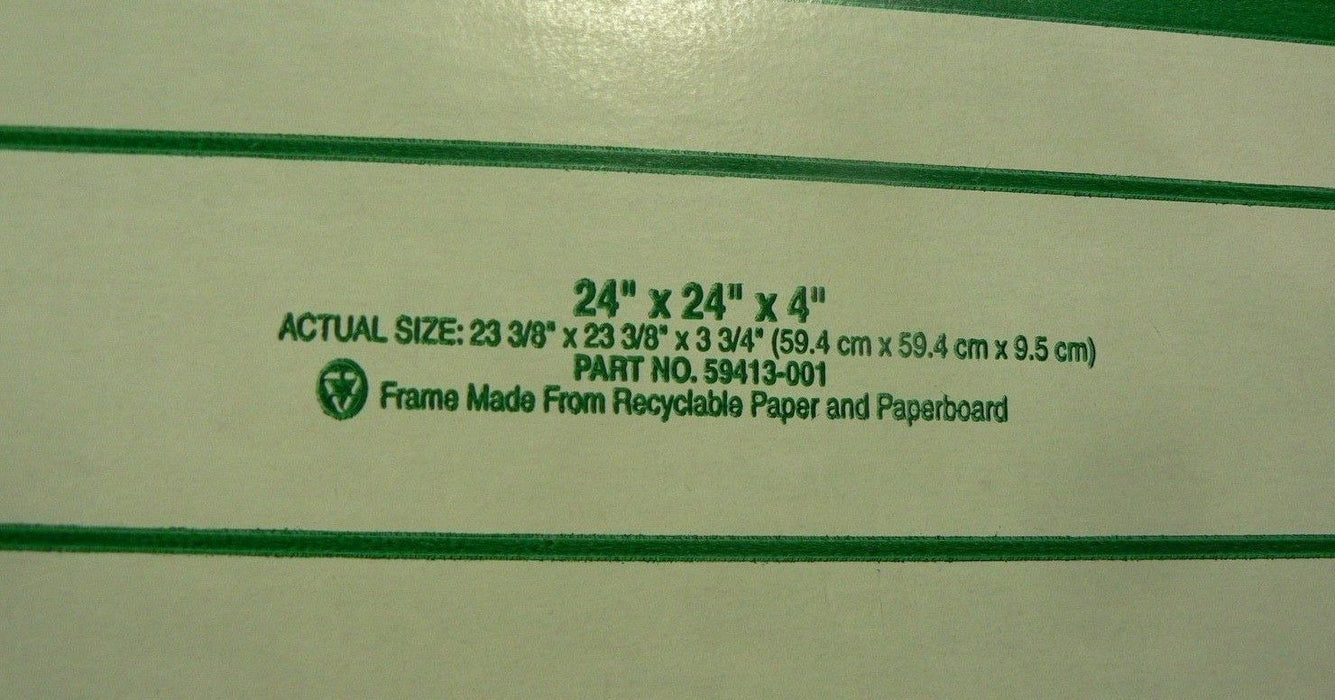 24" x 24" x 4"
ACTUAL SIZE: 23 3/8" x 23 3/8" x 3 3/4" (59.4 cm x 59.4 cm x 9.5 cm)
PART NO. 59413-001
Frame Made From Recyclable Paper and Paperboard